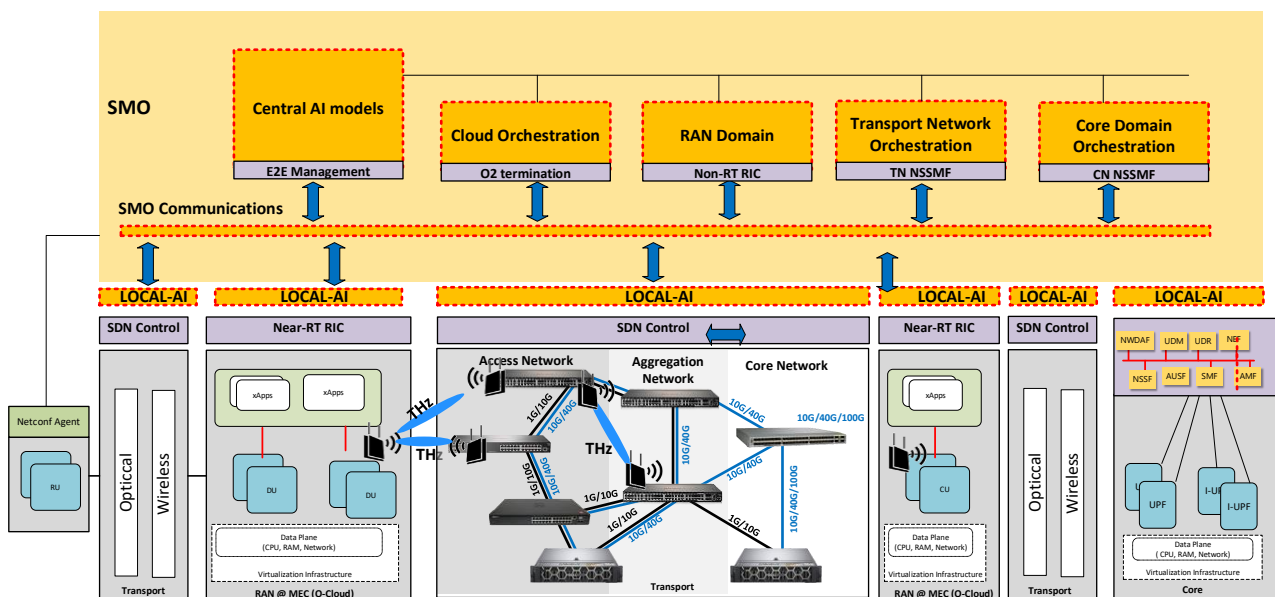 SMO
Central AI models
E2E Management
Cloud Orchestration
O2 termination
RAN Domain
Non-RT RIC
Transport Network
Orchestration
TN NSSMF
Core Domain
Orchestration
CN NSSMF
SMO Communications
LOCAL-AI
LOCAL-AI
LOCAL-AI
LOCAL-AI
LOCAL-AI
LOCAL-AI
SDN Control
Near-RT RIC
SDN Control
Near-RT RIC
SDN Control
Netconf Agent
RU
Optical
Wireless
Transport
xApps
xApps
DU
DU
Data Plane
(CPU, RAM, Network)
Virtualization Infrastructure
RAN @ MEC (O-Cloud)
Access Network
Aggregation
Network
Core Network
THz
THz
THz
1G/10G
10G/40G
10G/40G
10G/40G
10G/40G/100G
1G/10G
10G/40G
10G/40G
1G/10G
1G/10G
10G/40G
1G/10G
10G/40G/100G
Transport
xApps
CU
Data Plane
(CPU, RAM, Network)
Virtualization Infrastructure
RAN @ MEC (O-Cloud)
Opticcal
Wireless
Transport
NWDAF
UDM
UDR
NEF
NSSF
AUSF
SMF
AMF
UPF
I-UPF
Data Plane
( CPU, RAM, Network)
Virtualization Infrastructure
Core